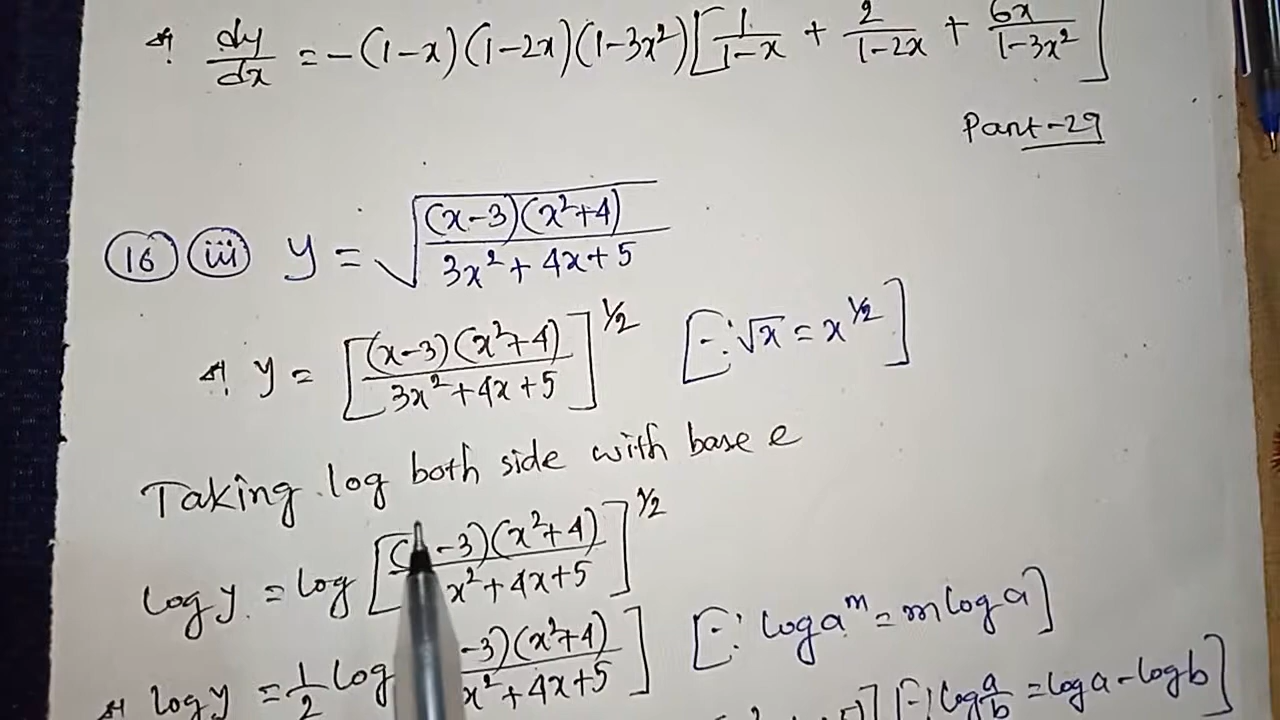 वा, dy/dx = -(1-x)(1-2x)(1-3x²)[1/1-x + 2/1-2x + 6x/1-3x²]
Part-29
16 iii y = √(x-3)(x²+4)/3x²+4x+5
वा, y = [(x-3)(x²+4)/3x²+4x+5]^1/2 [∵ √x = x^1/2]
Taking log both side with base e
log y = log [( -3)(x²+4)/ x²+4x+5]^1/2
वा log y = 1/2 log -3)(x²+4)/x²+4x+5] [∵ log a^m = m log a]
[∵ log a/b = log a - log b]